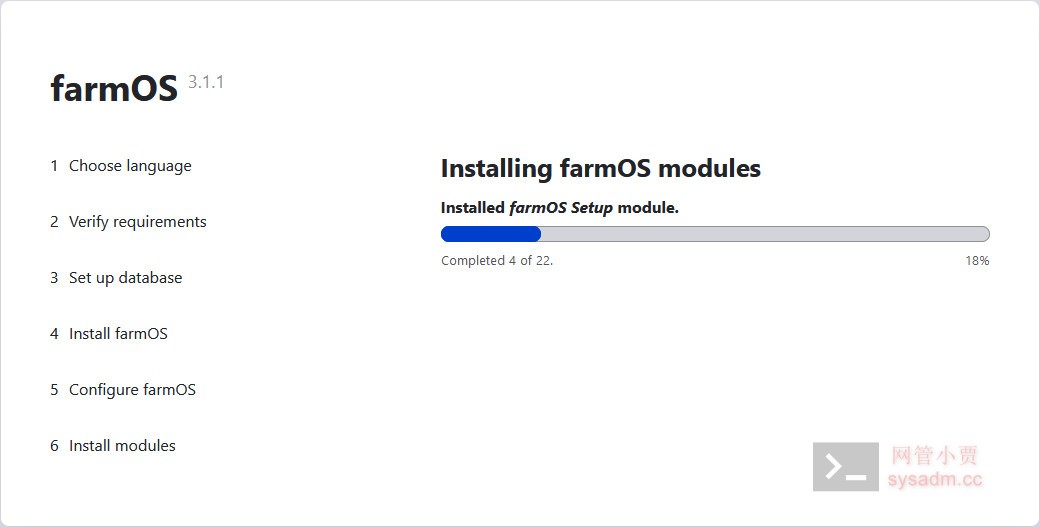 farmOS 3.1.1
1 Choose language
2 Verify requirements
3 Set up database
4 Install farmOS
5 Configure farmOS
6 Install modules
Installing farmOS modules
Installed farmOS Setup module.
Completed 4 of 22. 18%
网管小贾
sysadm.cc